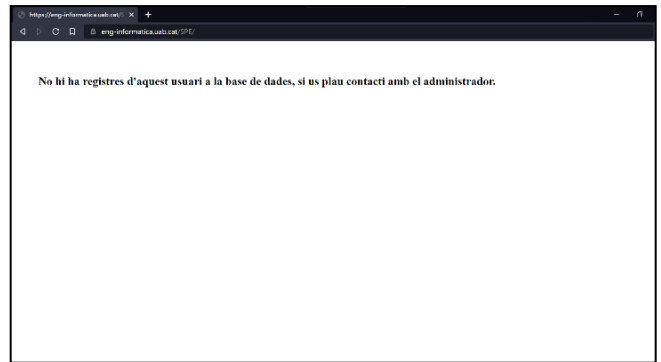 https://eng-informatica.uab.cat/
eng-informatica.uab.cat/SPE/
No hi ha registres d'aquest usuari a la base de dades, si us plau contacti amb el administrador.